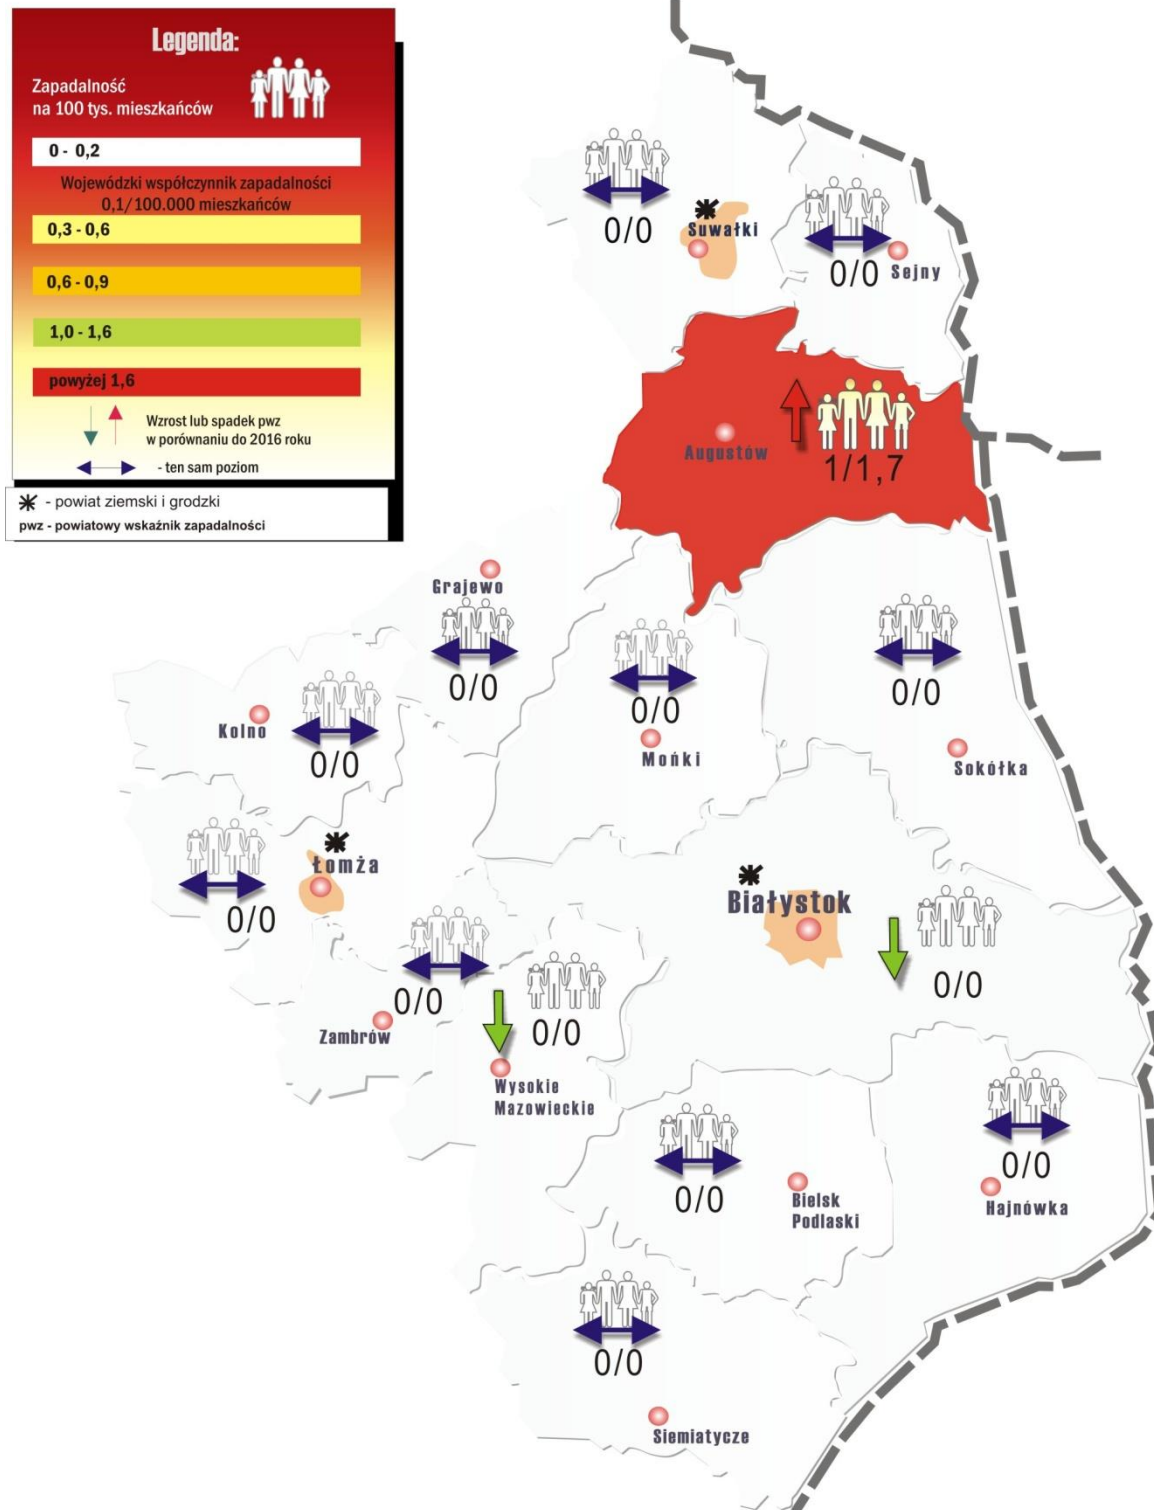 Legenda:
Zapadalność
na 100 tys. mieszkańców
0 - 0,2
Wojewódzki współczynnik zapadalności
0,1/100.000 mieszkańców
0,3 - 0,6
0,6 - 0,9
1,0 - 1,6
powyżej 1,6
Wzrost lub spadek pwz
w porównaniu do 2016 roku
- ten sam poziom
- powiat ziemski i grodzki
pwz - powiatowy wskaźnik zapadalności
0/0
Suwałki
0/0
Sejny
Augustów
1/1,7
Grajewo
0/0
0/0
Mońki
0/0
Sokółka
Kolno
0/0
Łomża
0/0
Białystok
0/0
0/0
Zambrów
0/0
Wysokie
Mazowieckie
0/0
Bielsk
Podlaski
0/0
Hajnówka
0/0
Siemiatycze